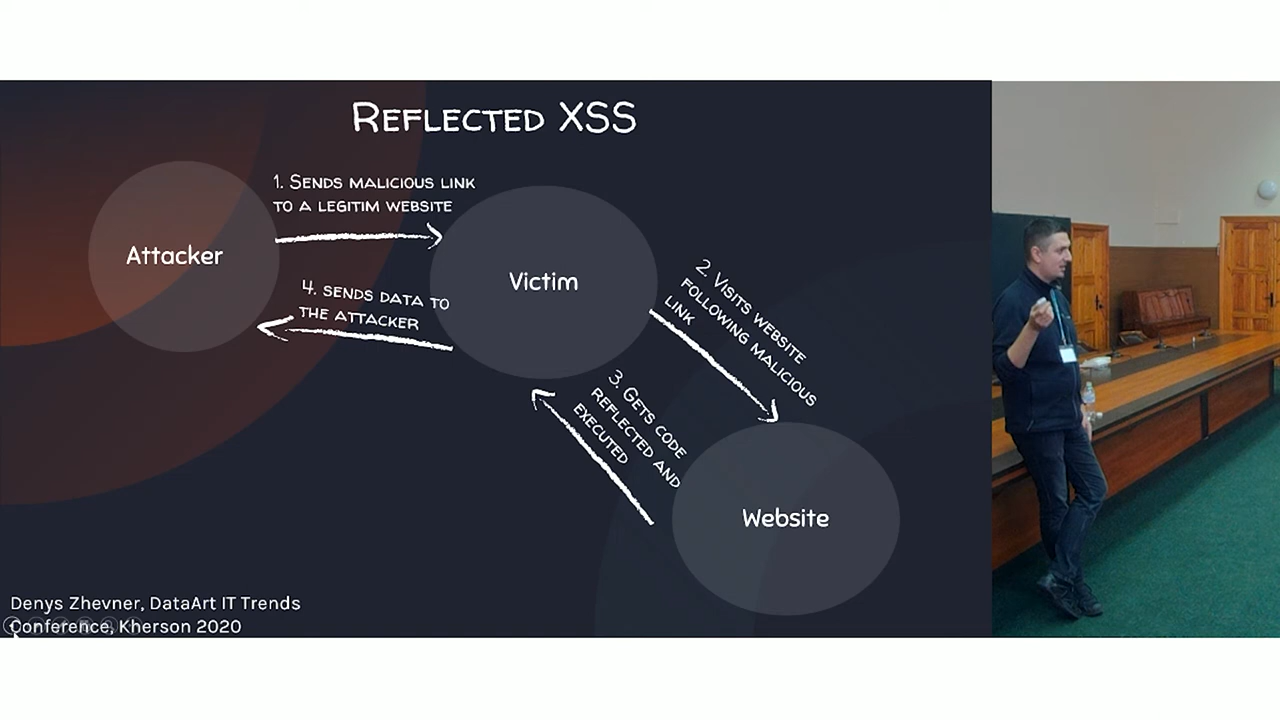 Reflected XSS
1. Sends malicious link
to a legitim website
Attacker
Victim
4. sends data to
the attacker
2. Visits website
following malicious
link
3. Gets code
reflected and
executed
Website
Denys Zhevner, DataArt IT Trends
Conference, Kherson 2020